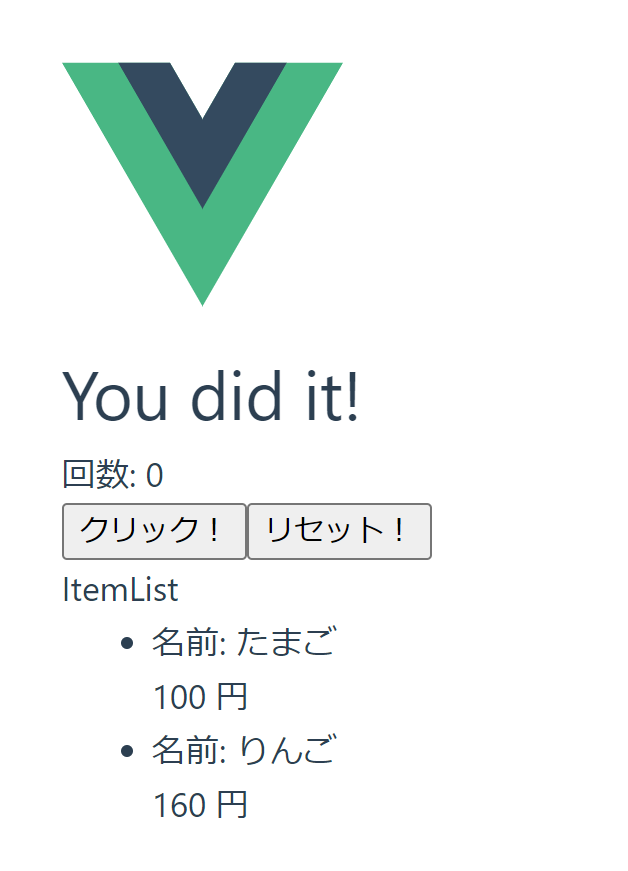 You did it!
回数: 0
クリック！ リセット！
ItemList
名前: たまご
100 円
名前: りんご
160 円